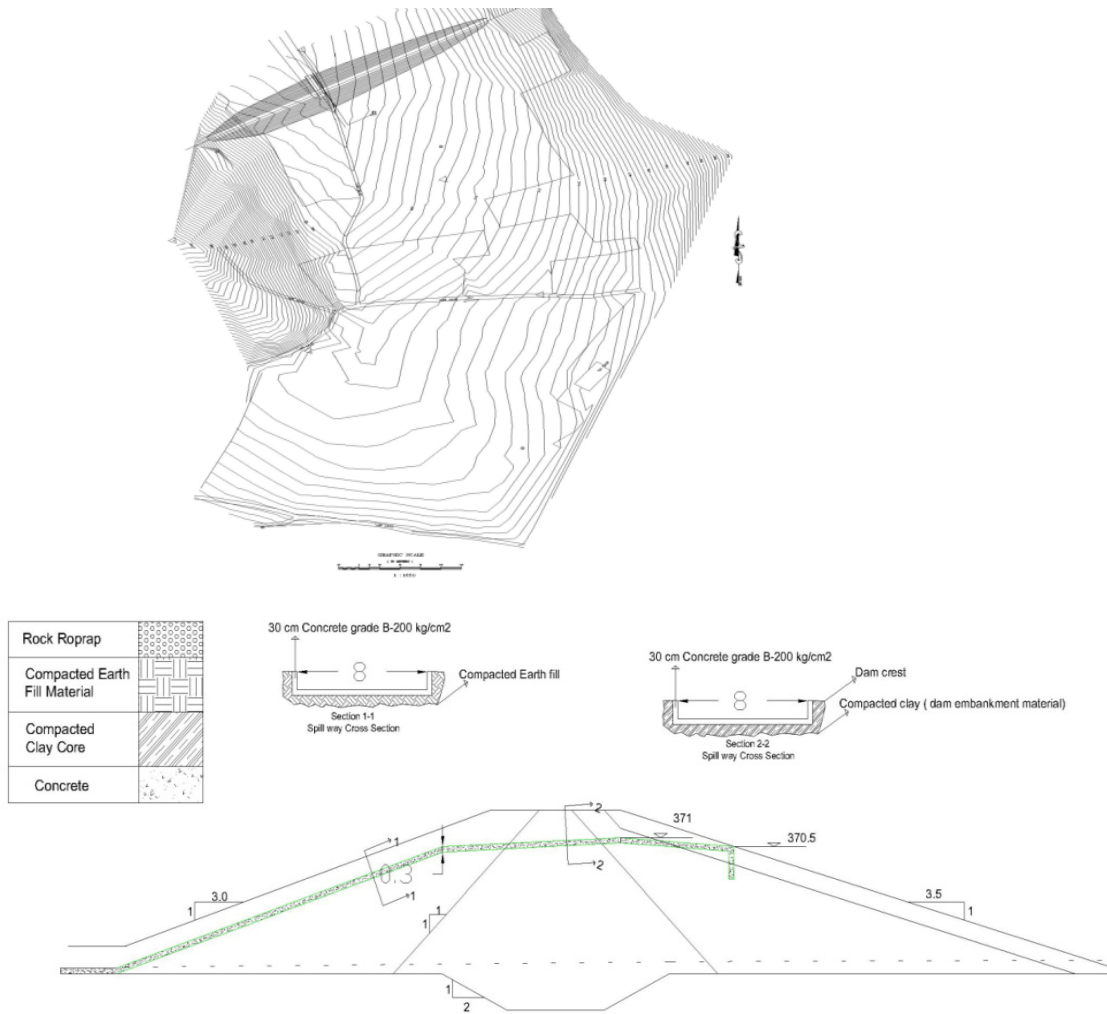 GRAPHIC SCALE
Rock Roprap
Compacted Earth
Fill Material
Compacted
Clay Core
Concrete
30 cm Concrete grade B-200 kg/cm2
8
Compacted Earth fill
Section 1-1
Spill way Cross Section
30 cm Concrete grade B-200 kg/cm2
8
Dam crest
Compacted clay ( dam embankment material)
Section 2-2
Spill way Cross Section
1
1
0.3
2
2
371
370.5
3.0
1
1
1
3.5
1
1
2